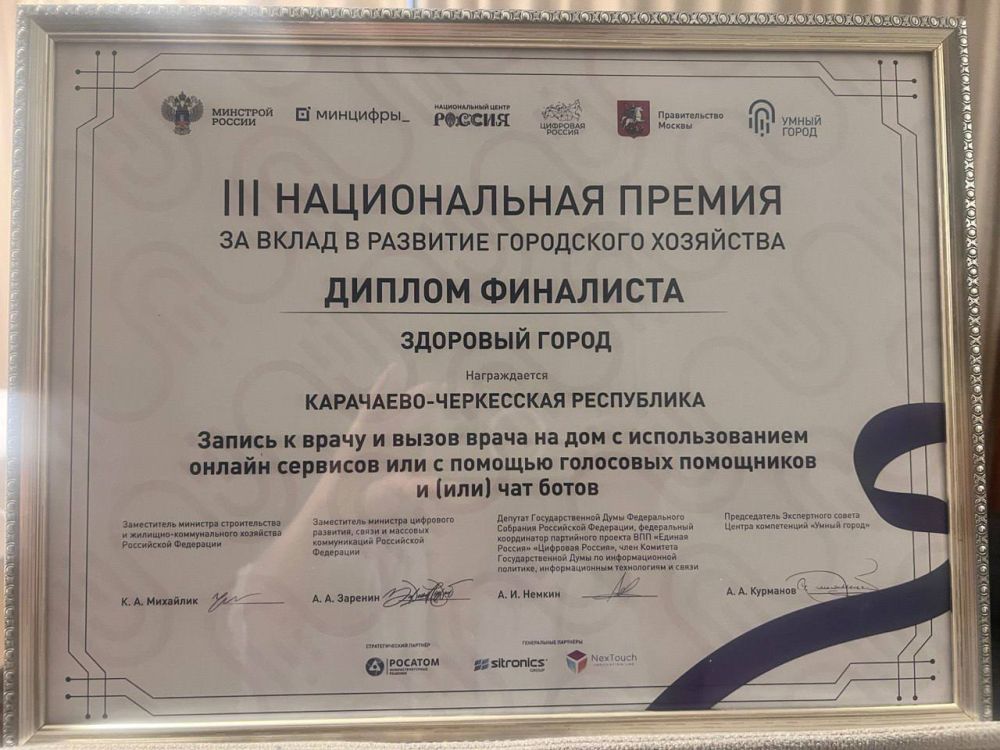 МИНСТРОЙ
РОССИИ
минцифры_
НАЦИОНАЛЬНЫЙ ЦЕНТР
РОССИЯ
ЦИФРОВАЯ
РОССИЯ
Правительство
Москвы
УМНЫЙ
ГОРОД
III НАЦИОНАЛЬНАЯ ПРЕМИЯ
ЗА ВКЛАД В РАЗВИТИЕ ГОРОДСКОГО ХОЗЯЙСТВА
ДИПЛОМ ФИНАЛИСТА
ЗДОРОВЫЙ ГОРОД
Награждается
КАРАЧАЕВО-ЧЕРКЕССКАЯ РЕСПУБЛИКА
Запись к врачу и вызов врача на дом с использованием
онлайн сервисов или с помощью голосовых помощников
и (или) чат ботов
Заместитель министра строительства
и жилищно-коммунального хозяйства
Российской Федерации
К. А. Михайлик
Заместитель министра цифрового
развития, связи и массовых
коммуникаций Российской
Федерации
А. А. Заренин
Депутат Государственной Думы Федерального
Собрания Российской Федерации, федеральный
координатор партийного проекта ВПП «Единая
Россия» «Цифровая Россия», член Комитета
Государственной Думы по информационной
политике, информационным технологиям и связи
А. И. Немкин
Председатель Экспертного совета
Центра компетенций «Умный город»
А. А. Курманов
СТРАТЕГИЧЕСКИЙ ПАРТНЁР
РОСАТОМ
ИНФРАСТРУКТУРНЫЕ
РЕШЕНИЯ
ГЕНЕРАЛЬНЫЕ ПАРТНЁРЫ
sitronics
GROUP
NexTouch